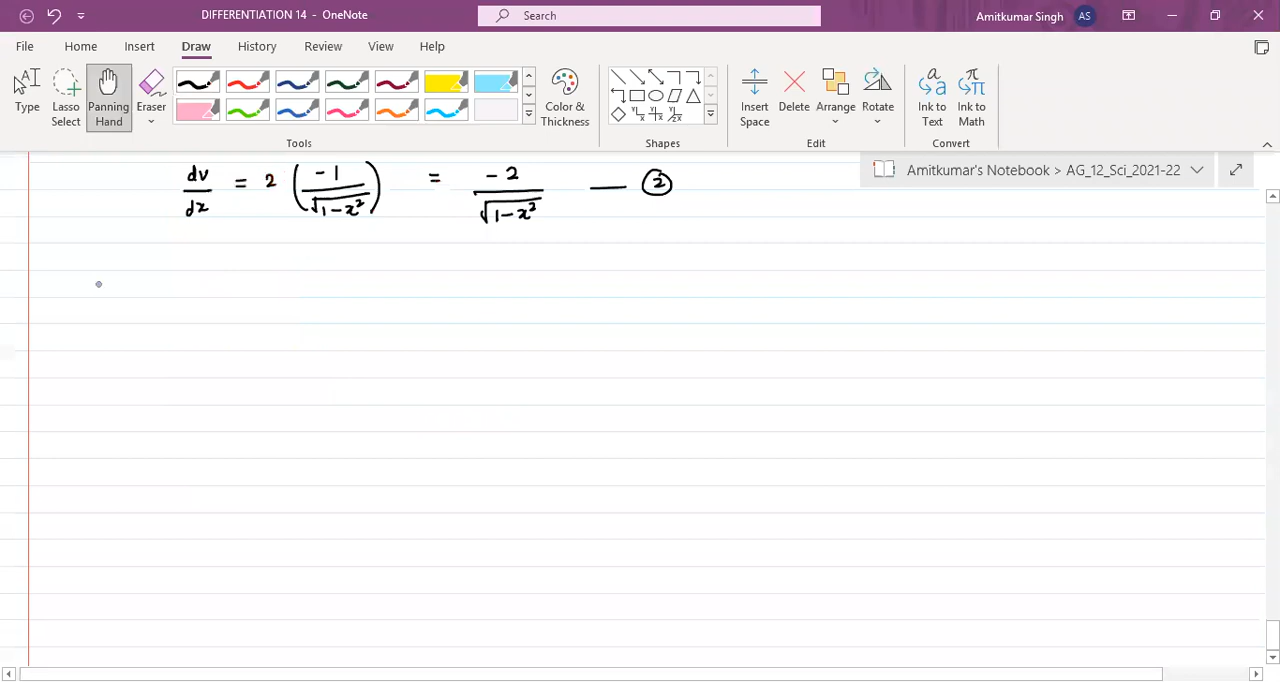 DIFFERENTIATION 14 - OneNote
Search
Amitkumar Singh AS
File Home Insert Draw History Review View Help
Type Lasso Select Panning Hand Eraser Color & Thickness Insert Space Delete Arrange Rotate Ink to Text Ink to Math
Tools Shapes Edit Convert
Amitkumar's Notebook > AG_12_Sci_2021-22
dv/dx = 2 (-1/√1-x²) = -2/√1-x² — ②